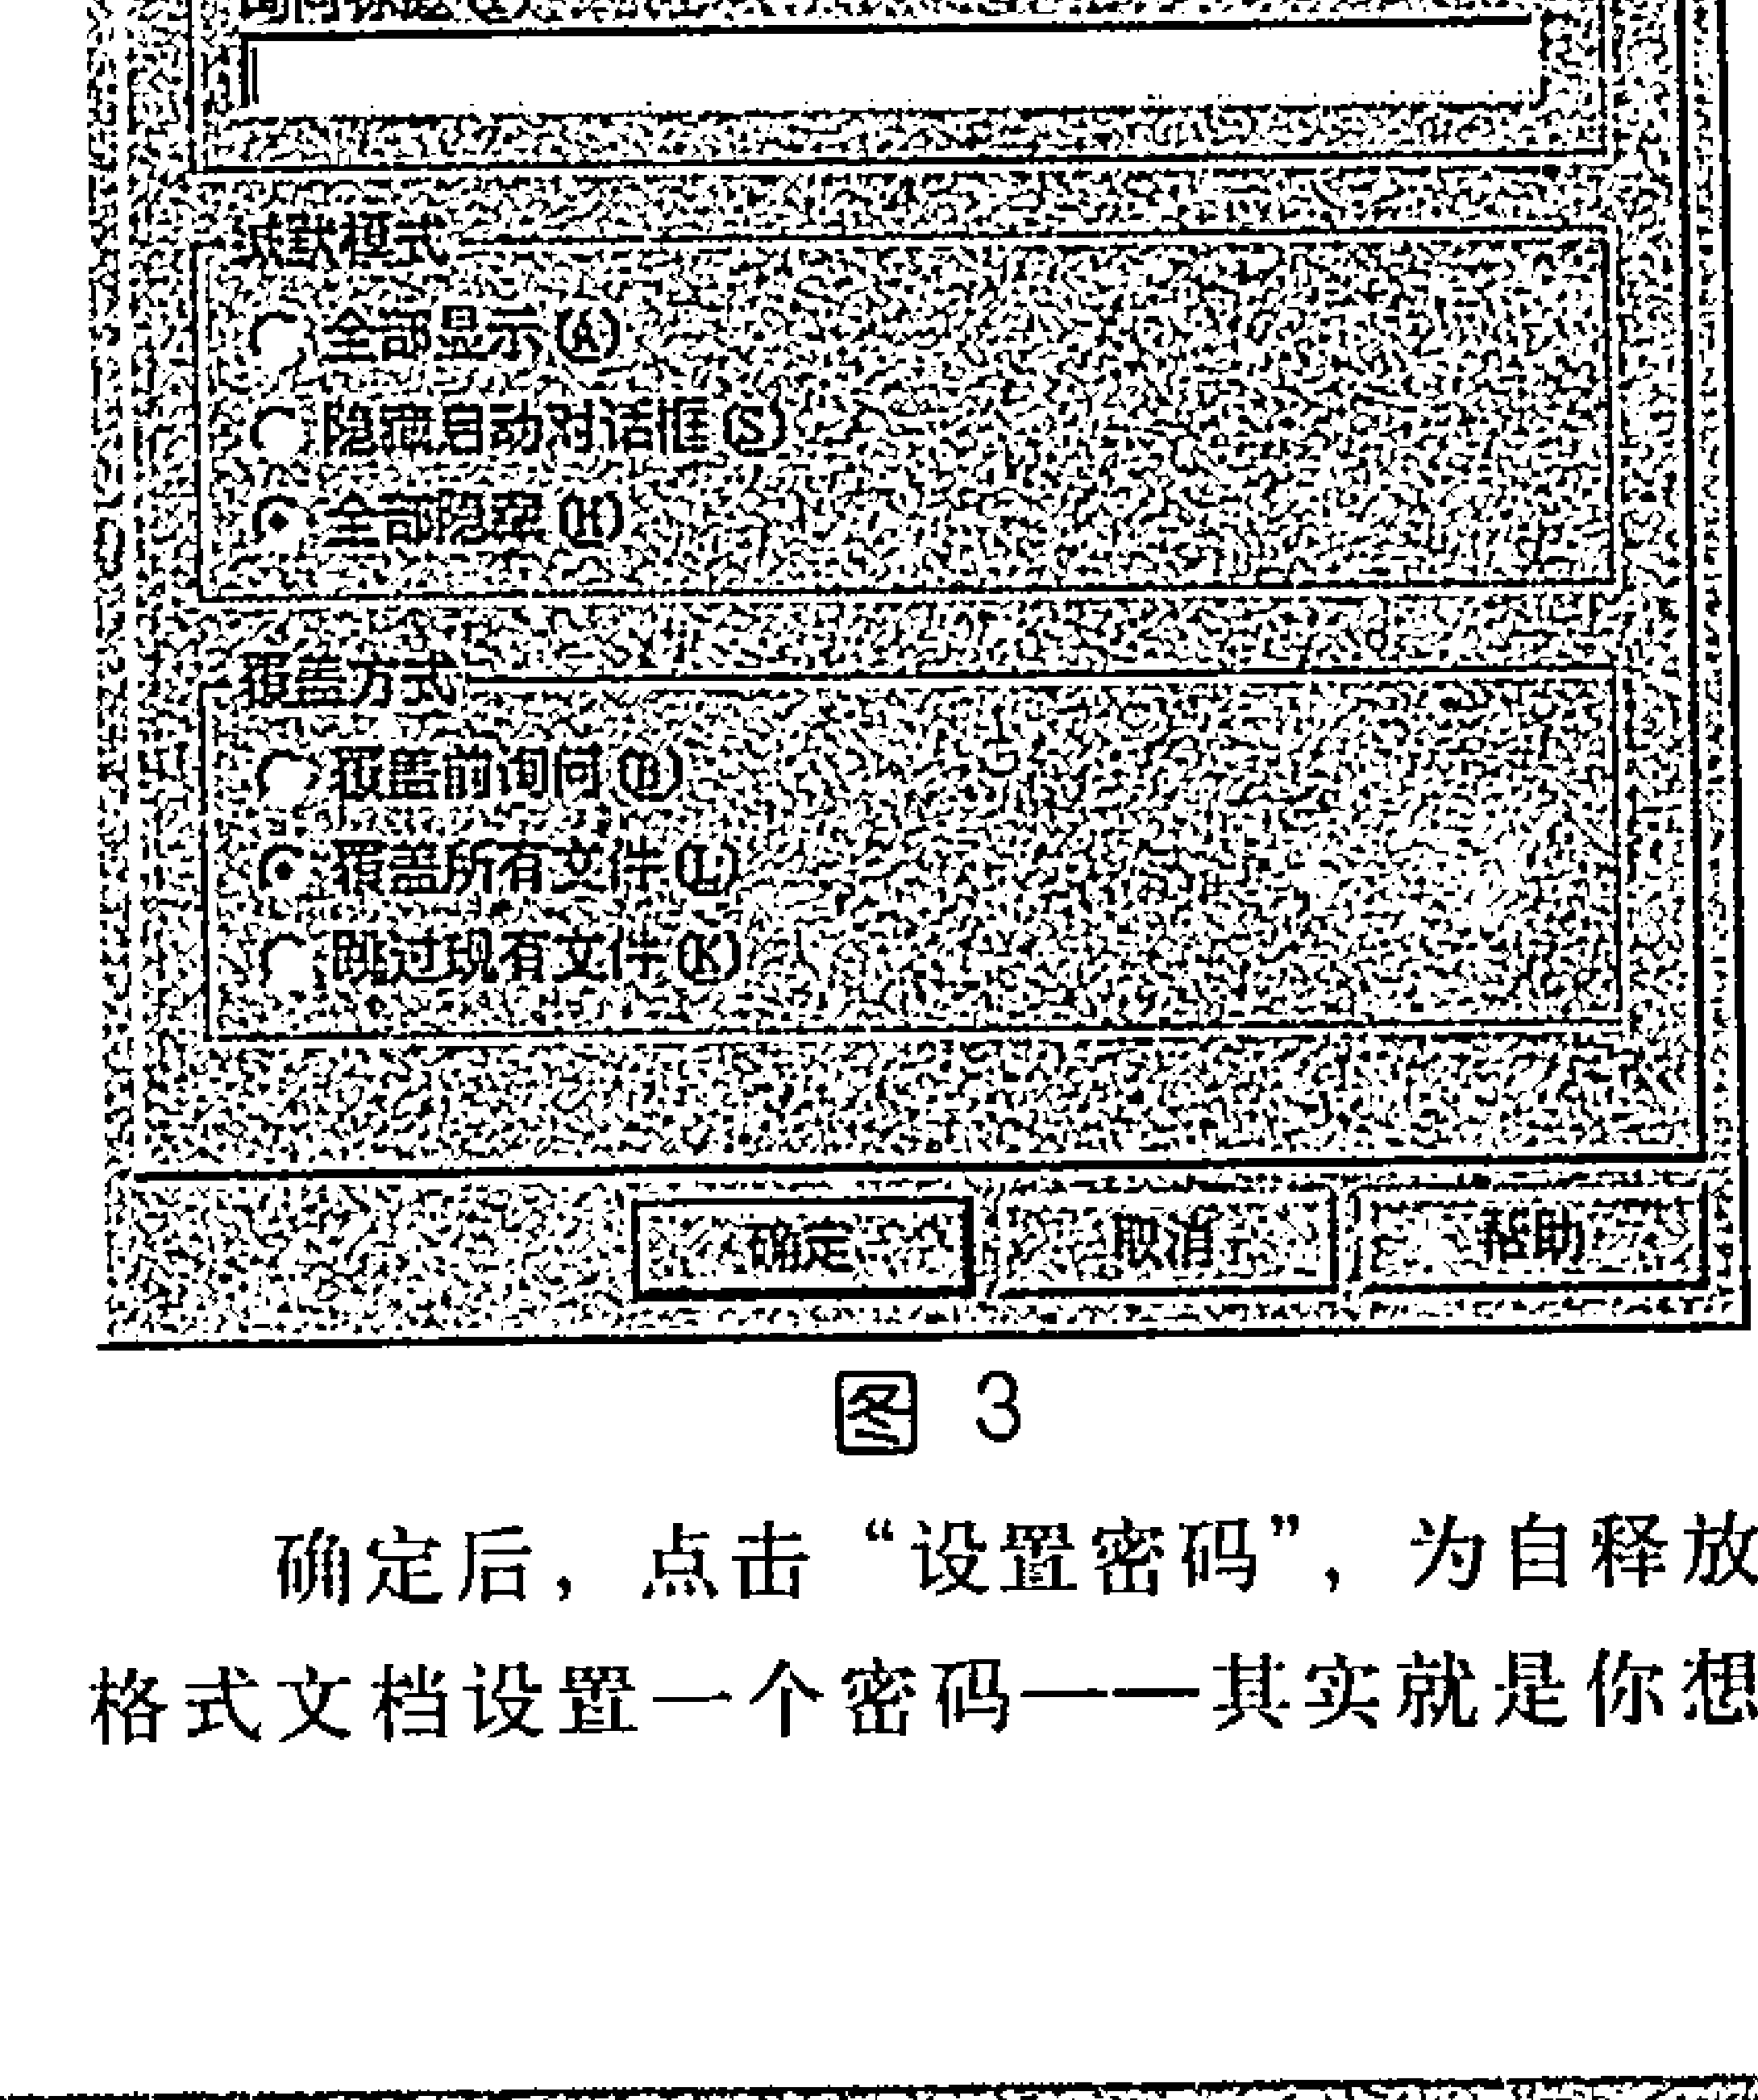 缄默模式
全部显示(A)
隐藏自动对话框(S)
全部隐藏(H)
覆盖方式
覆盖前询问(B)
覆盖所有文件(L)
跳过现有文件(K)
确定 取消 帮助
图 3
确定后，点击“设置密码”，为自释放
格式文档设置一个密码——其实就是你想